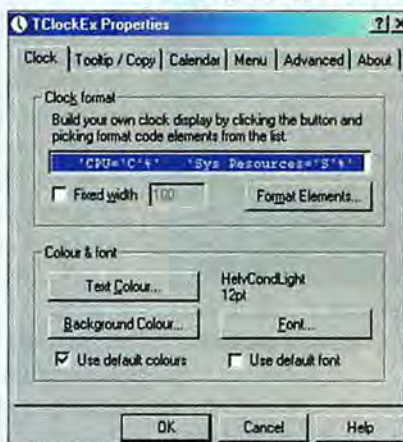 TClockEx Properties
Clock Tooltip / Copy Calendar Menu Advanced About
Clock format
Build your own clock display by clicking the button and
picking format code elements from the list.
'CPU='C'%'   'Sys Resources='S'%'
Fixed width 100 Format Elements...
Colour & font
Text Colour... HelvCondLight
12pt
Background Colour... Font...
Use default colours Use default font
OK Cancel Help